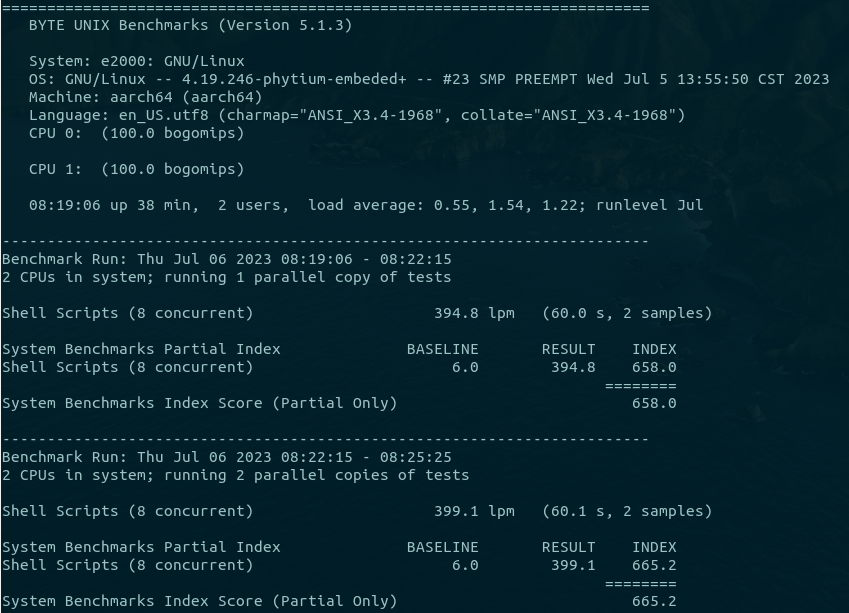 ========================================================================
   BYTE UNIX Benchmarks (Version 5.1.3)

   System: e2000: GNU/Linux
   OS: GNU/Linux -- 4.19.246-phytium-embeded+ -- #23 SMP PREEMPT Wed Jul 5 13:55:50 CST 2023
   Machine: aarch64 (aarch64)
   Language: en_US.utf8 (charmap="ANSI_X3.4-1968", collate="ANSI_X3.4-1968")
   CPU 0:  (100.0 bogomips)

   CPU 1:  (100.0 bogomips)

   08:19:06 up 38 min,  2 users,  load average: 0.55, 1.54, 1.22; runlevel Jul

------------------------------------------------------------------------
Benchmark Run: Thu Jul 06 2023 08:19:06 - 08:22:15
2 CPUs in system; running 1 parallel copy of tests

Shell Scripts (8 concurrent)                    394.8 lpm   (60.0 s, 2 samples)

System Benchmarks Partial Index              BASELINE       RESULT    INDEX
Shell Scripts (8 concurrent)                      6.0        394.8    658.0
                                                                   ========
System Benchmarks Index Score (Partial Only)                          658.0

------------------------------------------------------------------------
Benchmark Run: Thu Jul 06 2023 08:22:15 - 08:25:25
2 CPUs in system; running 2 parallel copies of tests

Shell Scripts (8 concurrent)                    399.1 lpm   (60.1 s, 2 samples)

System Benchmarks Partial Index              BASELINE       RESULT    INDEX
Shell Scripts (8 concurrent)                      6.0        399.1    665.2
                                                                   ========
System Benchmarks Index Score (Partial Only)                          665.2